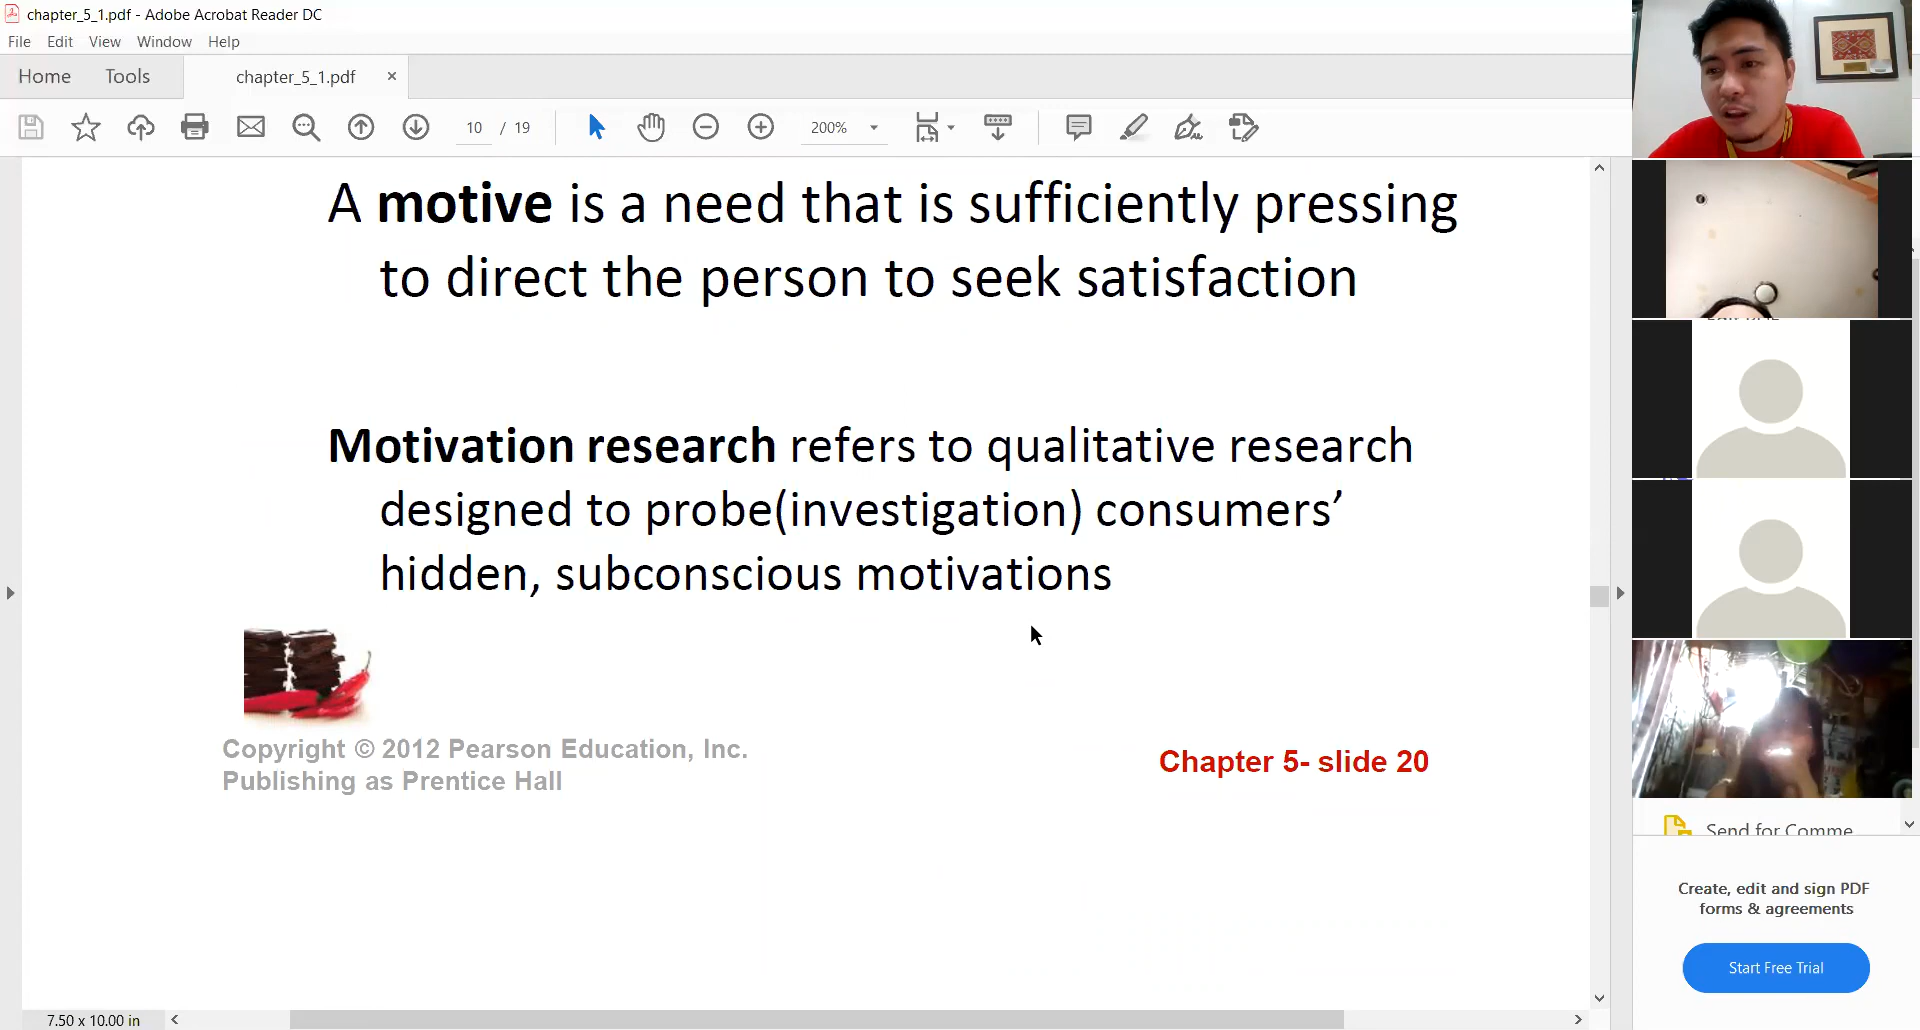 chapter_5_1.pdf - Adobe Acrobat Reader DC
File Edit View Window Help
Home Tools chapter_5_1.pdf ×
10 / 19 200%
A motive is a need that is sufficiently pressing
to direct the person to seek satisfaction
Motivation research refers to qualitative research
designed to probe(investigation) consumers’
hidden, subconscious motivations
Copyright © 2012 Pearson Education, Inc.
Publishing as Prentice Hall
Chapter 5- slide 20
7.50 x 10.00 in
Send for Comme
Create, edit and sign PDF
forms & agreements
Start Free Trial